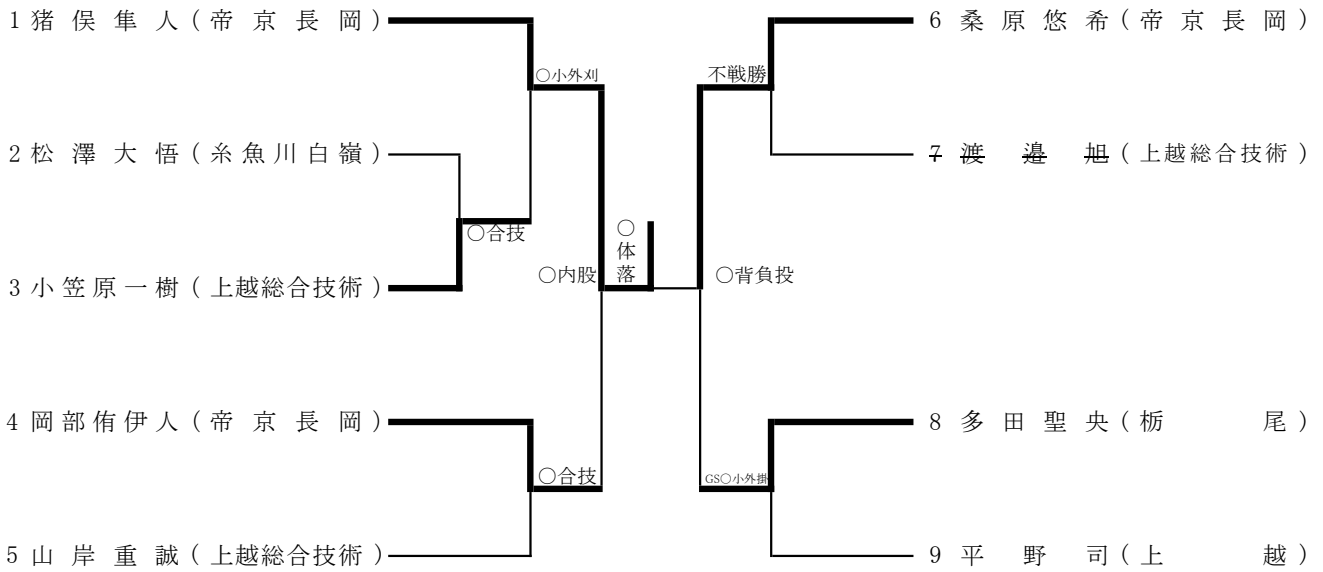 1 猪俣隼人（帝京長岡）
○小外刈
2 松澤大悟（糸魚川白嶺）
○合技
3 小笠原一樹（上越総合技術）
○内股
4 岡部侑伊人（帝京長岡）
○合技
5 山岸重誠（上越総合技術）
○体落
6 桑原悠希（帝京長岡）
不戦勝
7 渡邉旭（上越総合技術）
○背負投
8 多田聖央（栃尾）
GS○小外掛
9 平野司（上越）